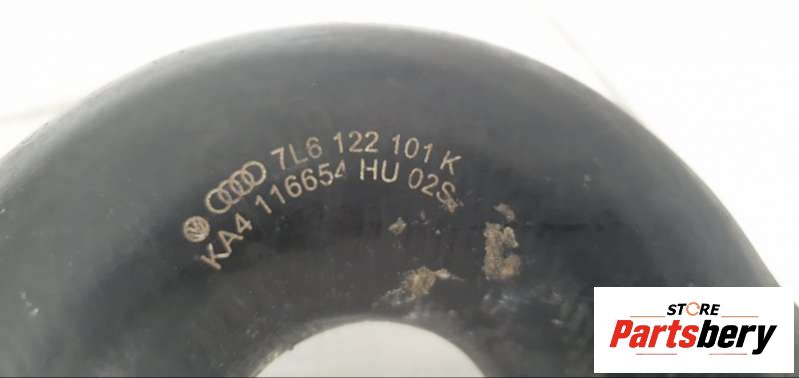 7L6 122 101 K
KA4 116654 HU 02S
STORE
Partsbery